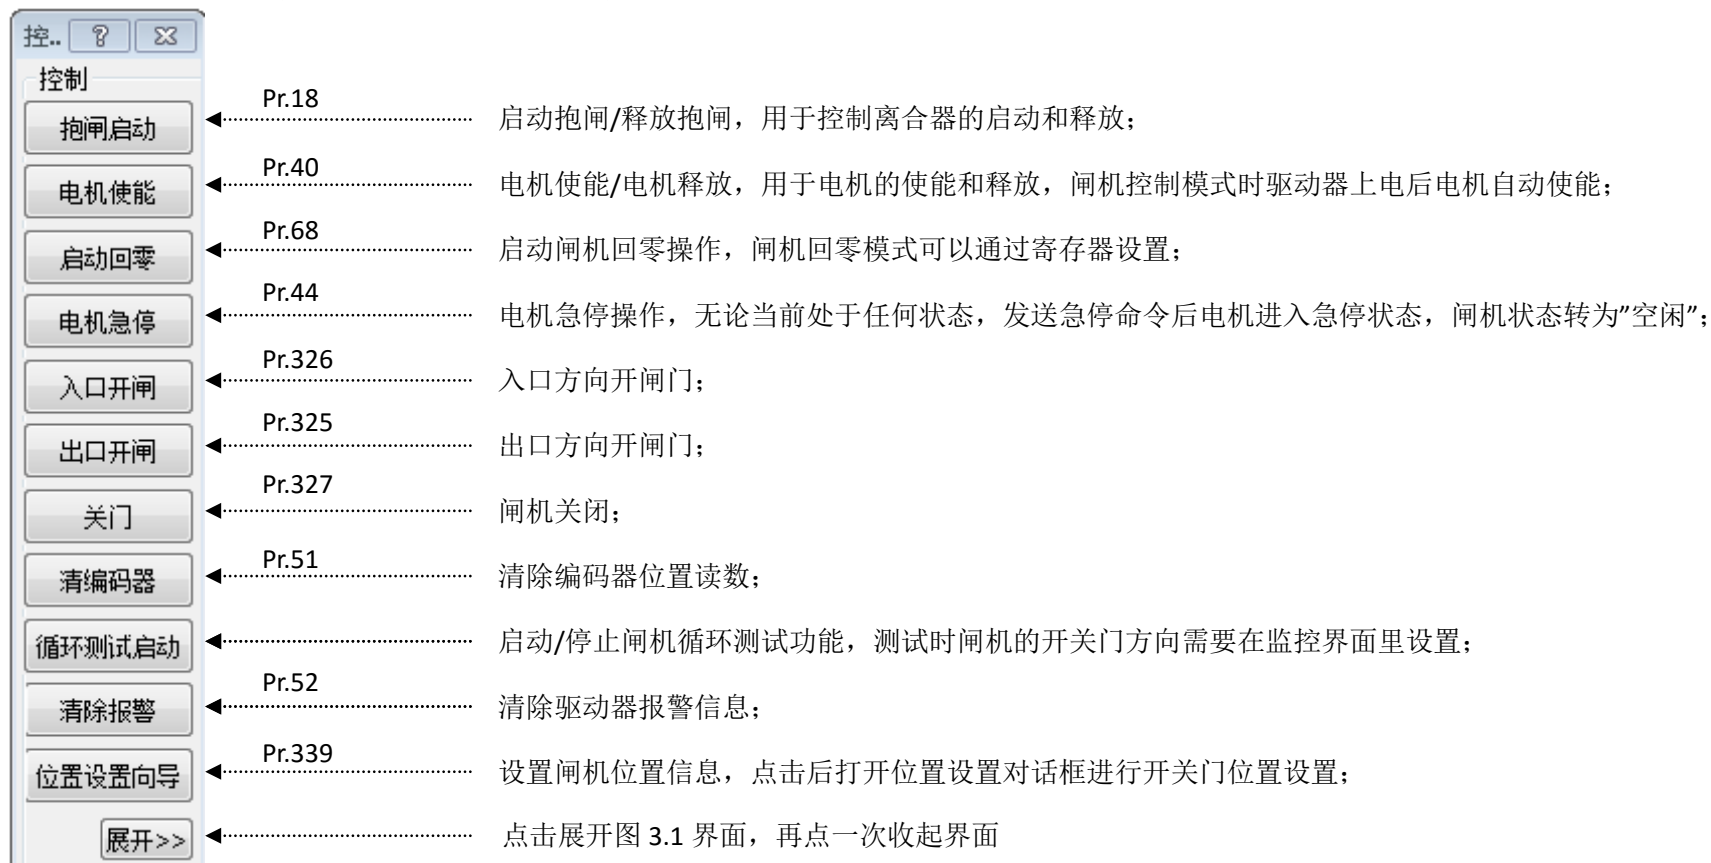 控..
控制
Pr.18
抱闸启动
启动抱闸/释放抱闸，用于控制离合器的启动和释放；
Pr.40
电机使能
电机使能/电机释放，用于电机的使能和释放，闸机控制模式时驱动器上电后电机自动使能；
Pr.68
启动回零
启动闸机回零操作，闸机回零模式可以通过寄存器设置；
Pr.44
电机急停
电机急停操作，无论当前处于任何状态，发送急停命令后电机进入急停状态，闸机状态转为”空闲”；
Pr.326
入口开闸
入口方向开闸门；
Pr.325
出口开闸
出口方向开闸门；
Pr.327
关门
闸机关闭；
Pr.51
清编码器
清除编码器位置读数；
循环测试启动
启动/停止闸机循环测试功能，测试时闸机的开关门方向需要在监控界面里设置；
Pr.52
清除报警
清除驱动器报警信息；
Pr.339
位置设置向导
设置闸机位置信息，点击后打开位置设置对话框进行开关门位置设置；
展开>>
点击展开图 3.1 界面，再点一次收起界面